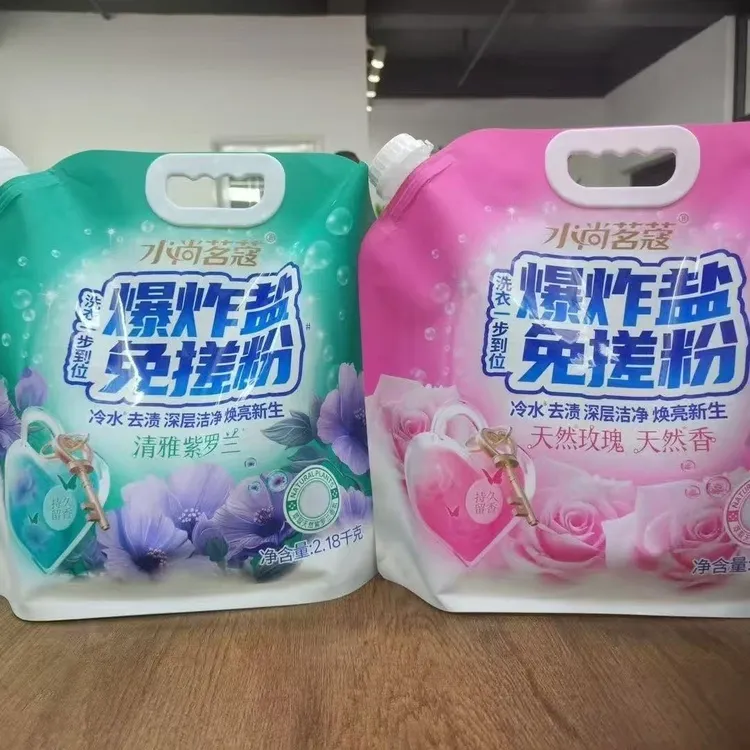 水尚茗蔻®
洗衣一步到位
爆炸盐
免搓粉
#
冷水*去渍 深层洁净 焕亮新生
清雅紫罗兰
持久
留香
NATURAL PLANTS
净含量:2.18千克
水尚茗蔻®
洗衣一步到位
爆炸盐
免搓粉
冷水*去渍 深层洁净 焕亮新生
天然玫瑰 天然香
持久
留香
净含量: